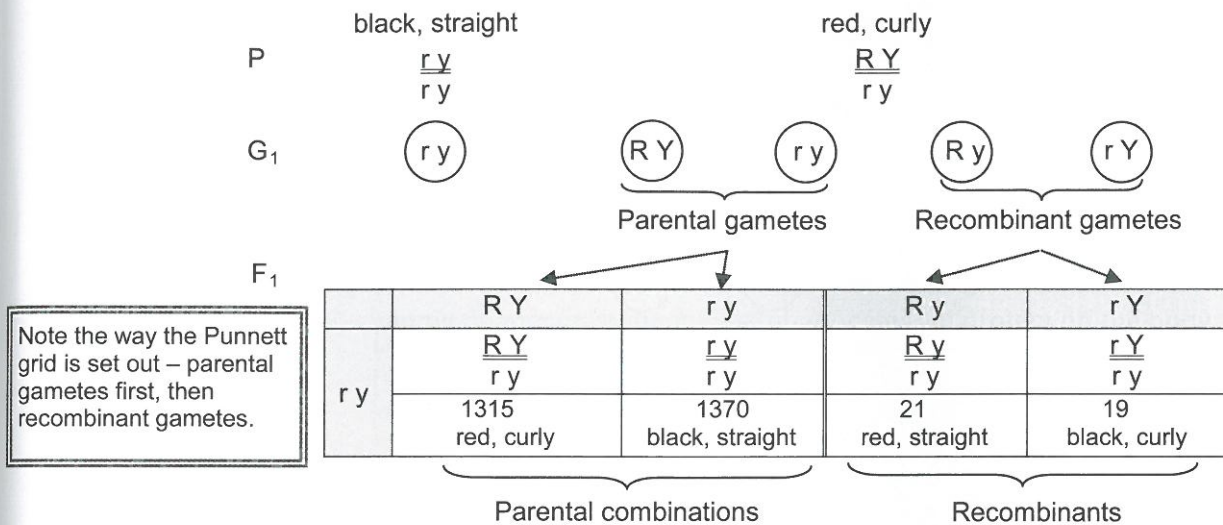 black, straight red, curly
P r y R Y
r y r y
G₁ r y R Y r y R y r Y
Parental gametes Recombinant gametes
F₁
R Y r y R y r Y
Note the way the Punnett
grid is set out – parental
gametes first, then
recombinant gametes.
r y
R Y r y R y r Y
r y r y r y r y
1315 1370 21 19
red, curly black, straight red, straight black, curly
Parental combinations Recombinants